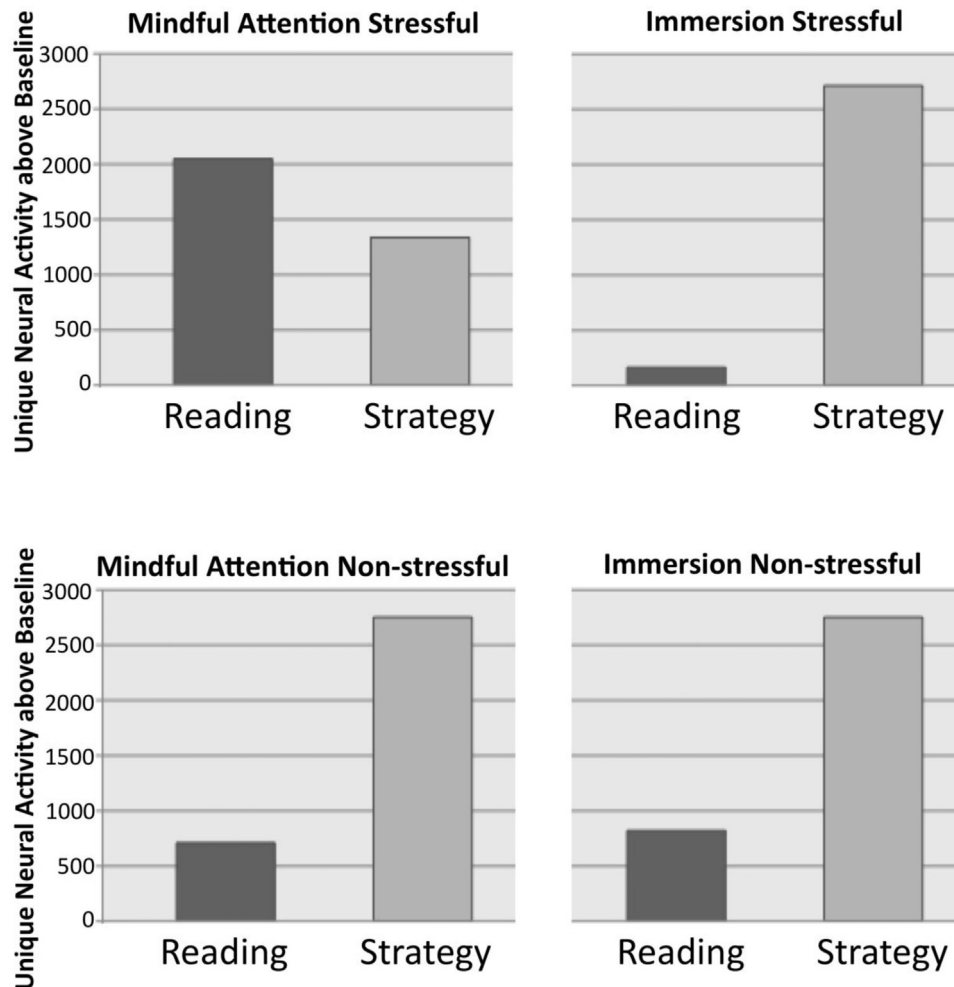 Mindful Attention Stressful
Immersion Stressful
Unique Neural Activity above Baseline
3000
2500
2000
1500
1000
500
0
Reading
Strategy
Reading
Strategy
Mindful Attention Non-stressful
Immersion Non-stressful
Unique Neural Activity above Baseline
3000
2500
2000
1500
1000
500
0
Reading
Strategy
Reading
Strategy